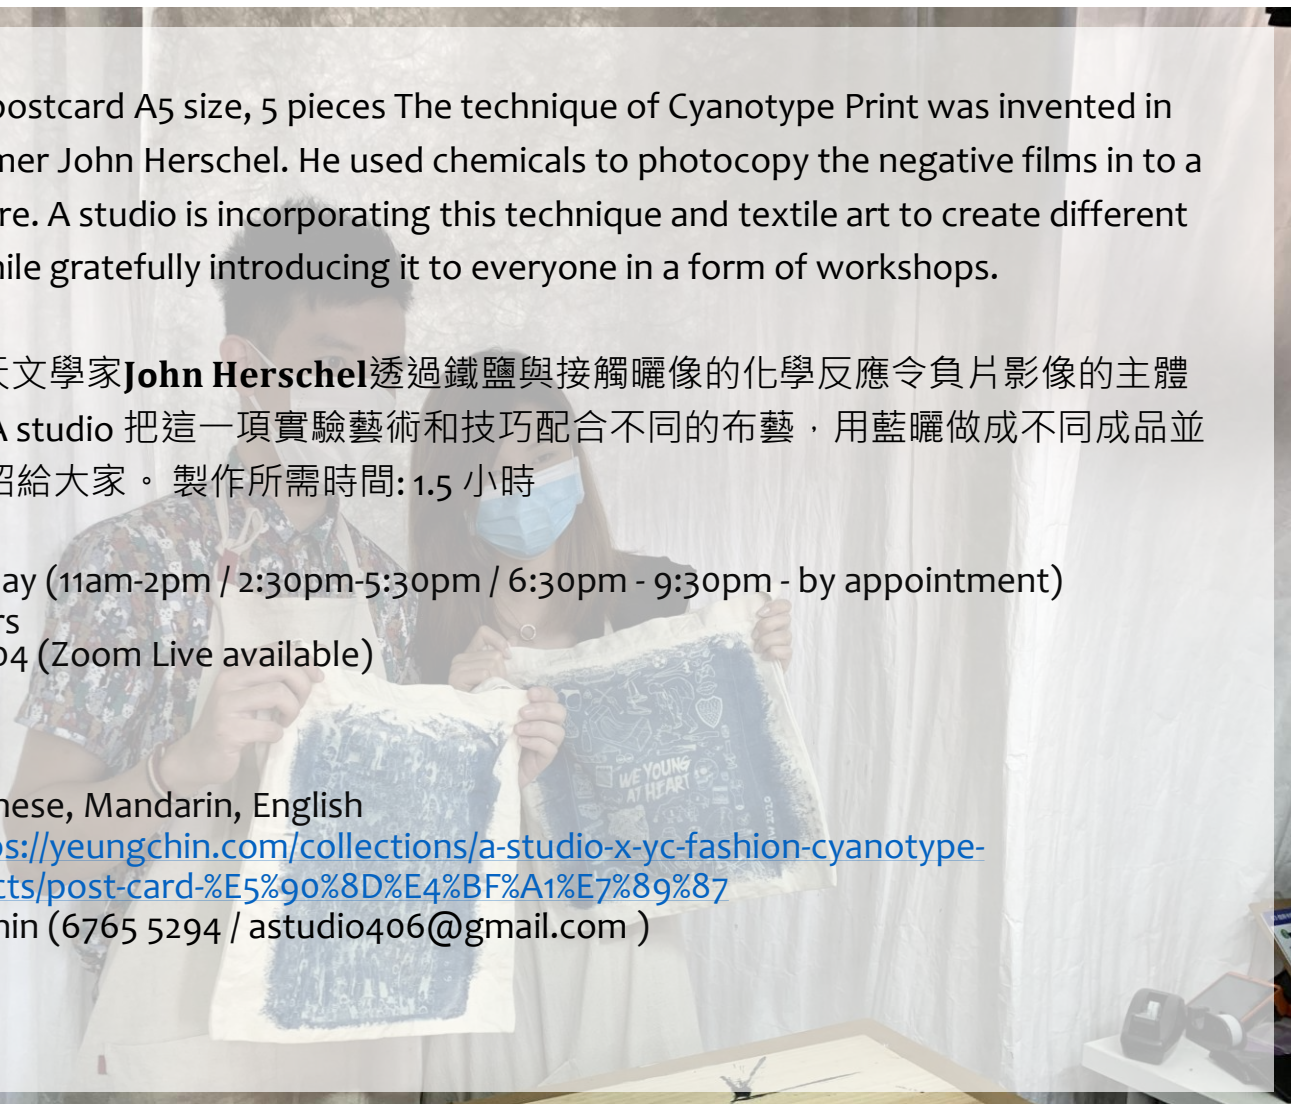 postcard A5 size, 5 pieces The technique of Cyanotype Print was invented in
mer John Herschel. He used chemicals to photocopy the negative films in to a
re. A studio is incorporating this technique and textile art to create different
hile gratefully introducing it to everyone in a form of workshops.
天文學家John Herschel透過鐵鹽與接觸曬像的化學反應令負片影像的主體
A studio 把這一項實驗藝術和技巧配合不同的布藝，用藍曬做成不同成品並
紹給大家。 製作所需時間: 1.5 小時
ay (11am-2pm / 2:30pm-5:30pm / 6:30pm - 9:30pm - by appointment)
rs
04 (Zoom Live available)
WE YOUNG
AT HEART
nese, Mandarin, English
ps://yeungchin.com/collections/a-studio-x-yc-fashion-cyanotype-
cts/post-card-%E5%90%8D%E4%BF%A1%E7%89%87
hin (6765 5294 / astudio406@gmail.com )